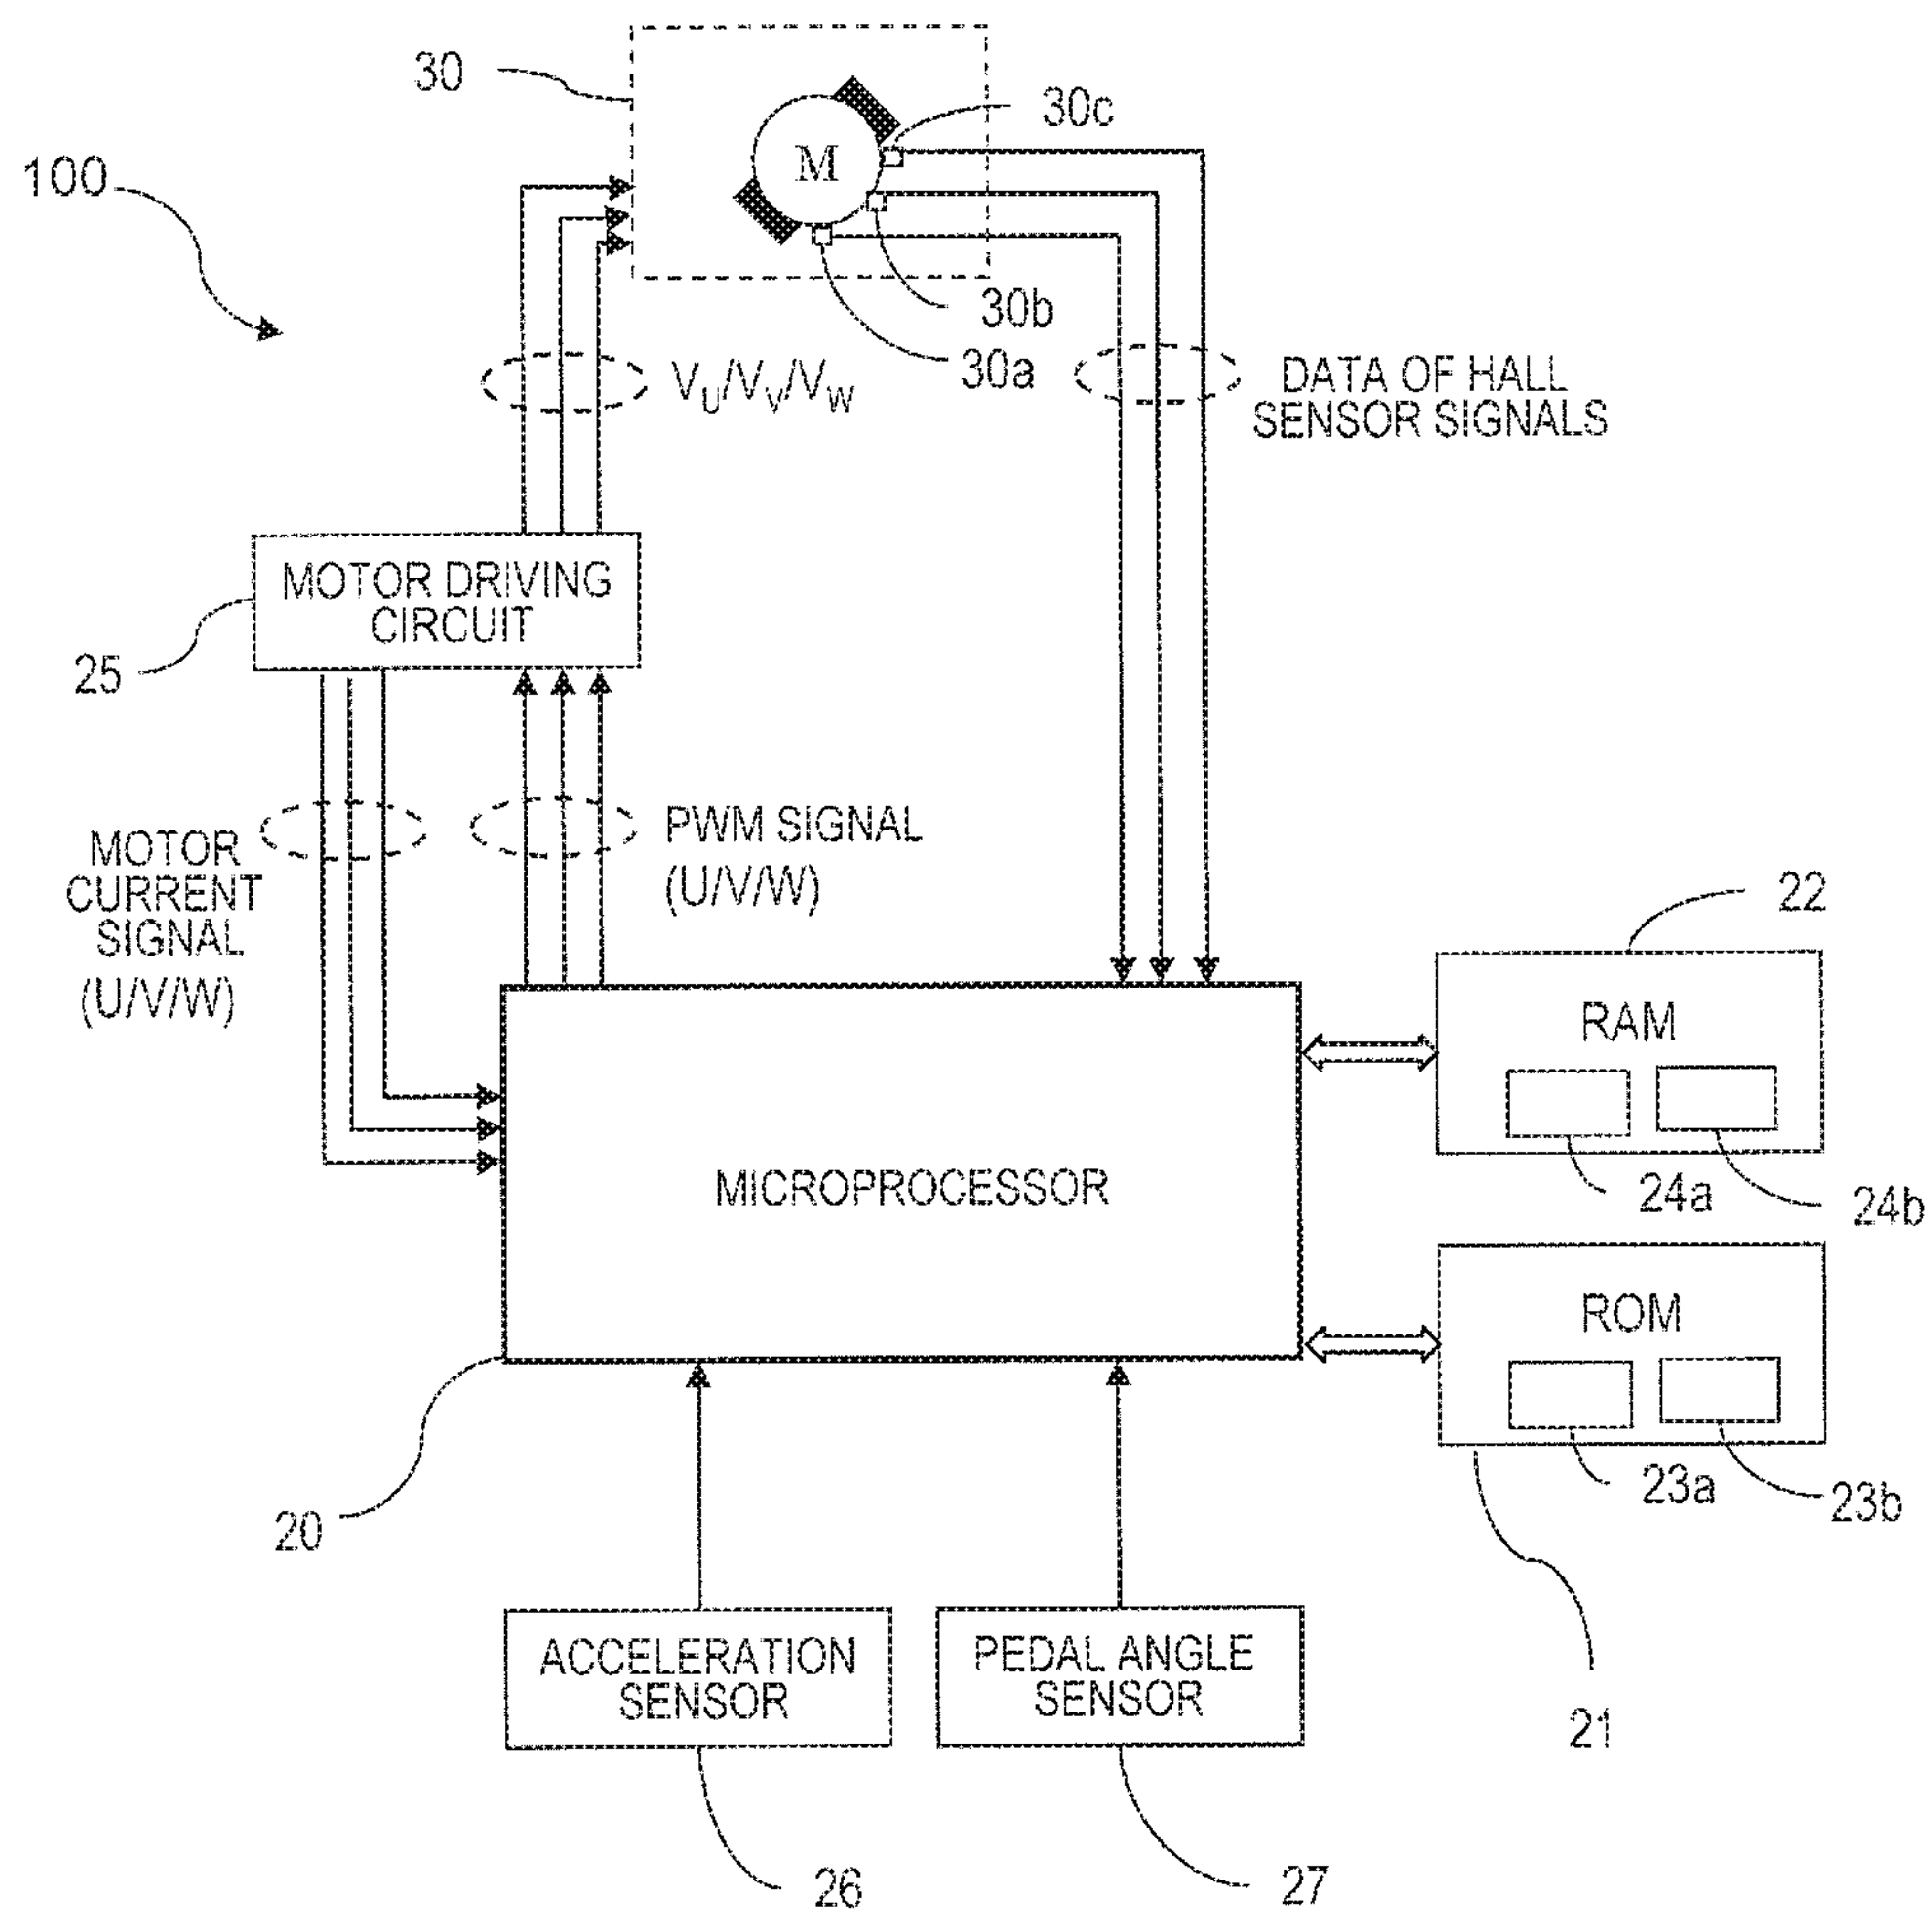 30
30c
M
100
30b
30a
VU/VV/VW
DATA OF HALL
SENSOR SIGNALS
MOTOR DRIVING
CIRCUIT
25
MOTOR
CURRENT
SIGNAL
(U/V/W)
PWM SIGNAL
(U/V/W)
22
RAM
24a
24b
MICROPROCESSOR
ROM
23a
23b
20
21
ACCELERATION
SENSOR
PEDAL ANGLE
SENSOR
26
27